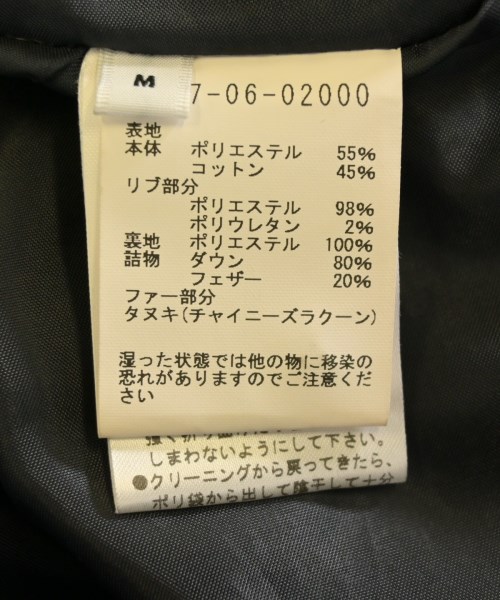 M
7-06-02000
表地
本体 ポリエステル 55%
コットン 45%
リブ部分
ポリエステル 98%
ポリウレタン 2%
裏地 ポリエステル 100%
詰物 ダウン 80%
フェザー 20%
ファー部分
タヌキ(チャイニーズラクーン)
湿った状態では他の物に移染の
恐れがありますのでご注意くだ
さい
しまわないようにして下さい。
●クリーニングから戻ってきたら、
ポリ袋から出して陰干して十分